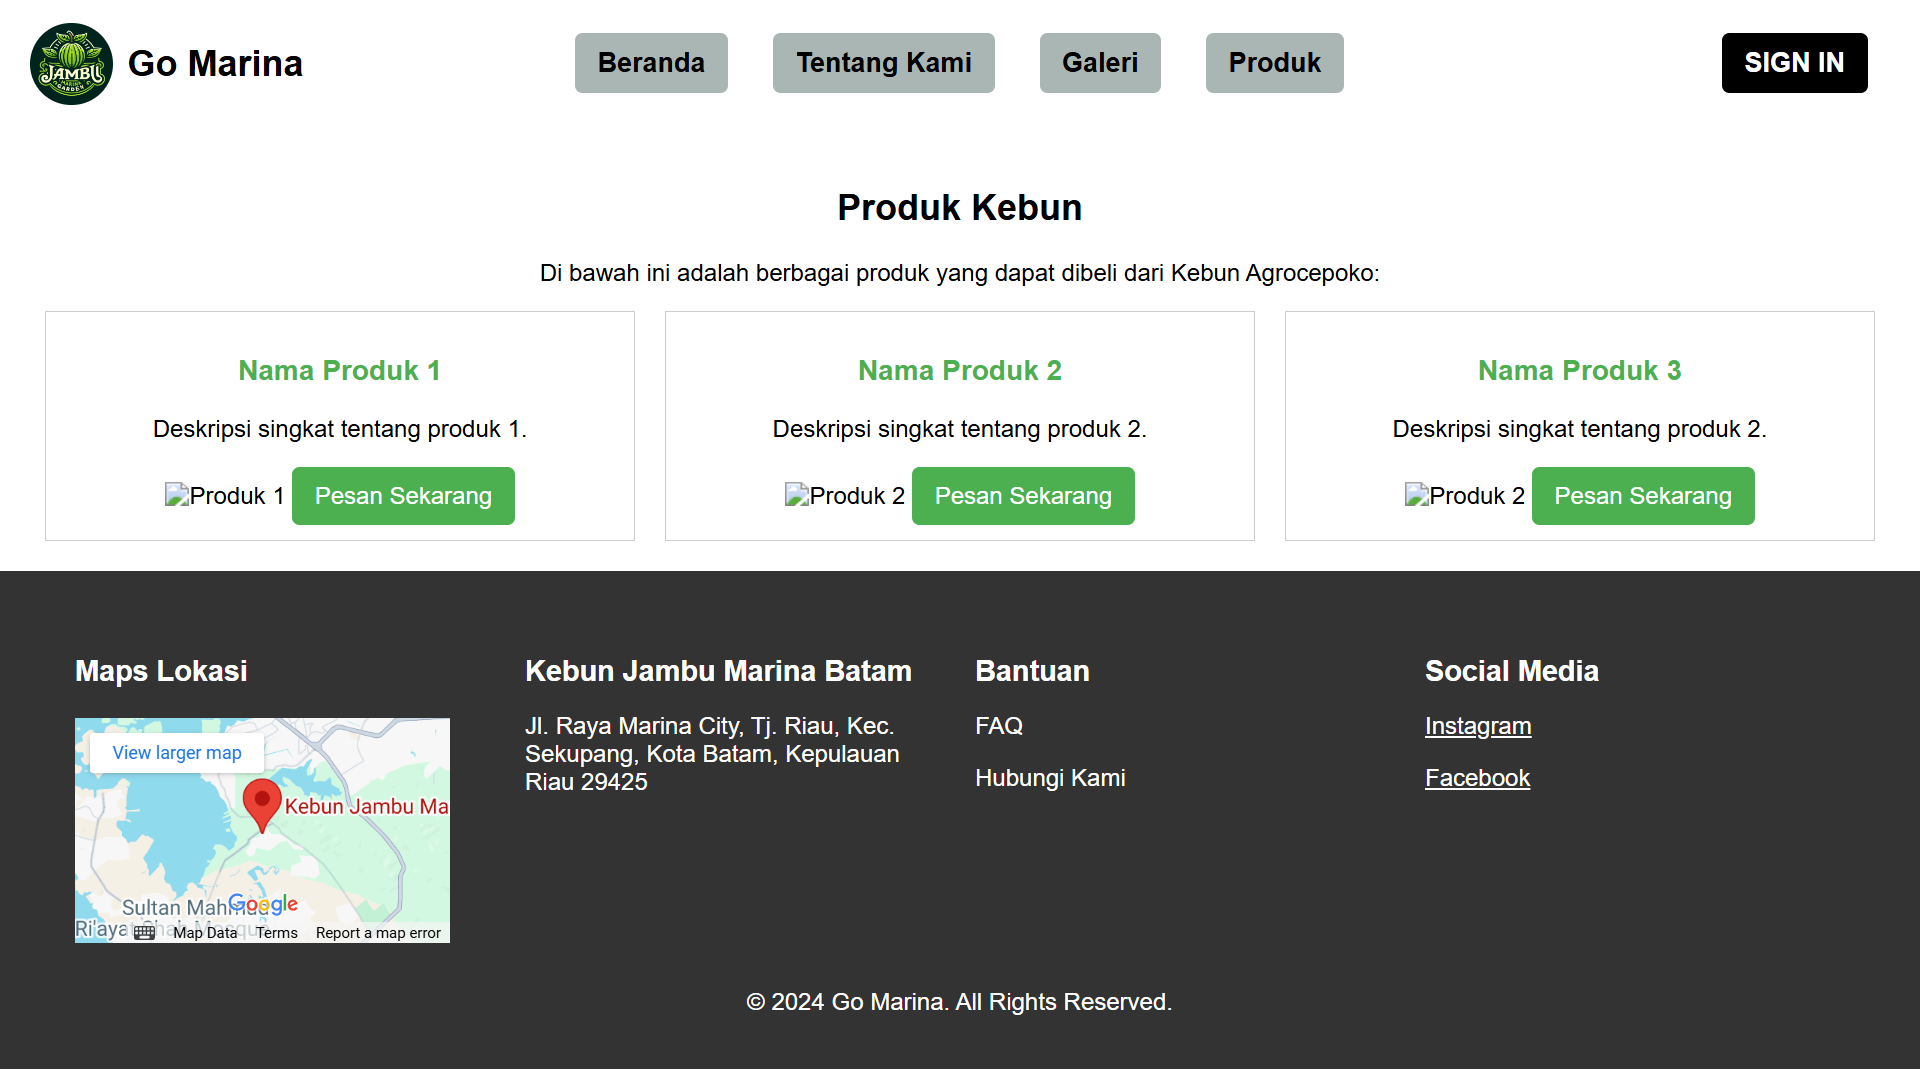 JAMBU
MARINA
GARDEN
Go Marina
Beranda
Tentang Kami
Galeri
Produk
SIGN IN
Produk Kebun
Di bawah ini adalah berbagai produk yang dapat dibeli dari Kebun Agrocepoko:
Nama Produk 1
Deskripsi singkat tentang produk 1.
Produk 1
Pesan Sekarang
Nama Produk 2
Deskripsi singkat tentang produk 2.
Produk 2
Pesan Sekarang
Nama Produk 3
Deskripsi singkat tentang produk 2.
Produk 2
Pesan Sekarang
Maps Lokasi
View larger map
Kebun Jambu Ma
Sultan Mahmud
Ri'ayat Shah Mosque
Google
Map Data
Terms
Report a map error
Kebun Jambu Marina Batam
Jl. Raya Marina City, Tj. Riau, Kec.
Sekupang, Kota Batam, Kepulauan
Riau 29425
Bantuan
FAQ
Hubungi Kami
Social Media
Instagram
Facebook
© 2024 Go Marina. All Rights Reserved.